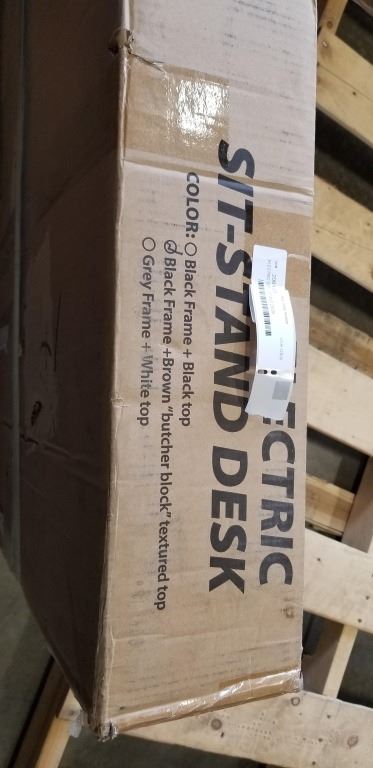 ECTRIC
SIT-STAND DESK
COLOR: Black Frame + Black top
Black Frame +Brown "butcher block" textured top
Grey Frame + White top